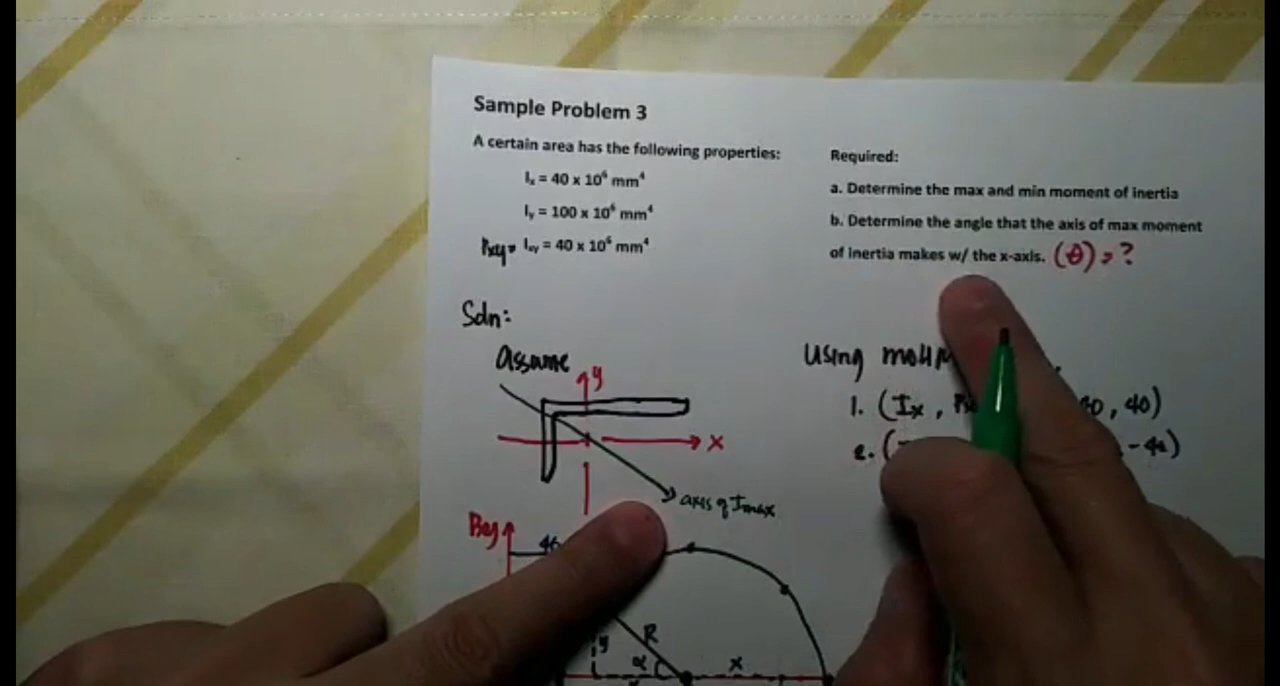 Sample Problem 3
A certain area has the following properties:
Ix = 40 x 10⁶ mm⁴
Iy = 100 x 10⁶ mm⁴
Pxy = Ixy = 40 x 10⁶ mm⁴
Required:
a. Determine the max and min moment of inertia
b. Determine the angle that the axis of max moment
of inertia makes w/ the x-axis. (θ) = ?
Soln:
Assume
y
x
axis of Imax
Using
1. (Ix , , 40)
2. (
Pxy
R
y
α
x